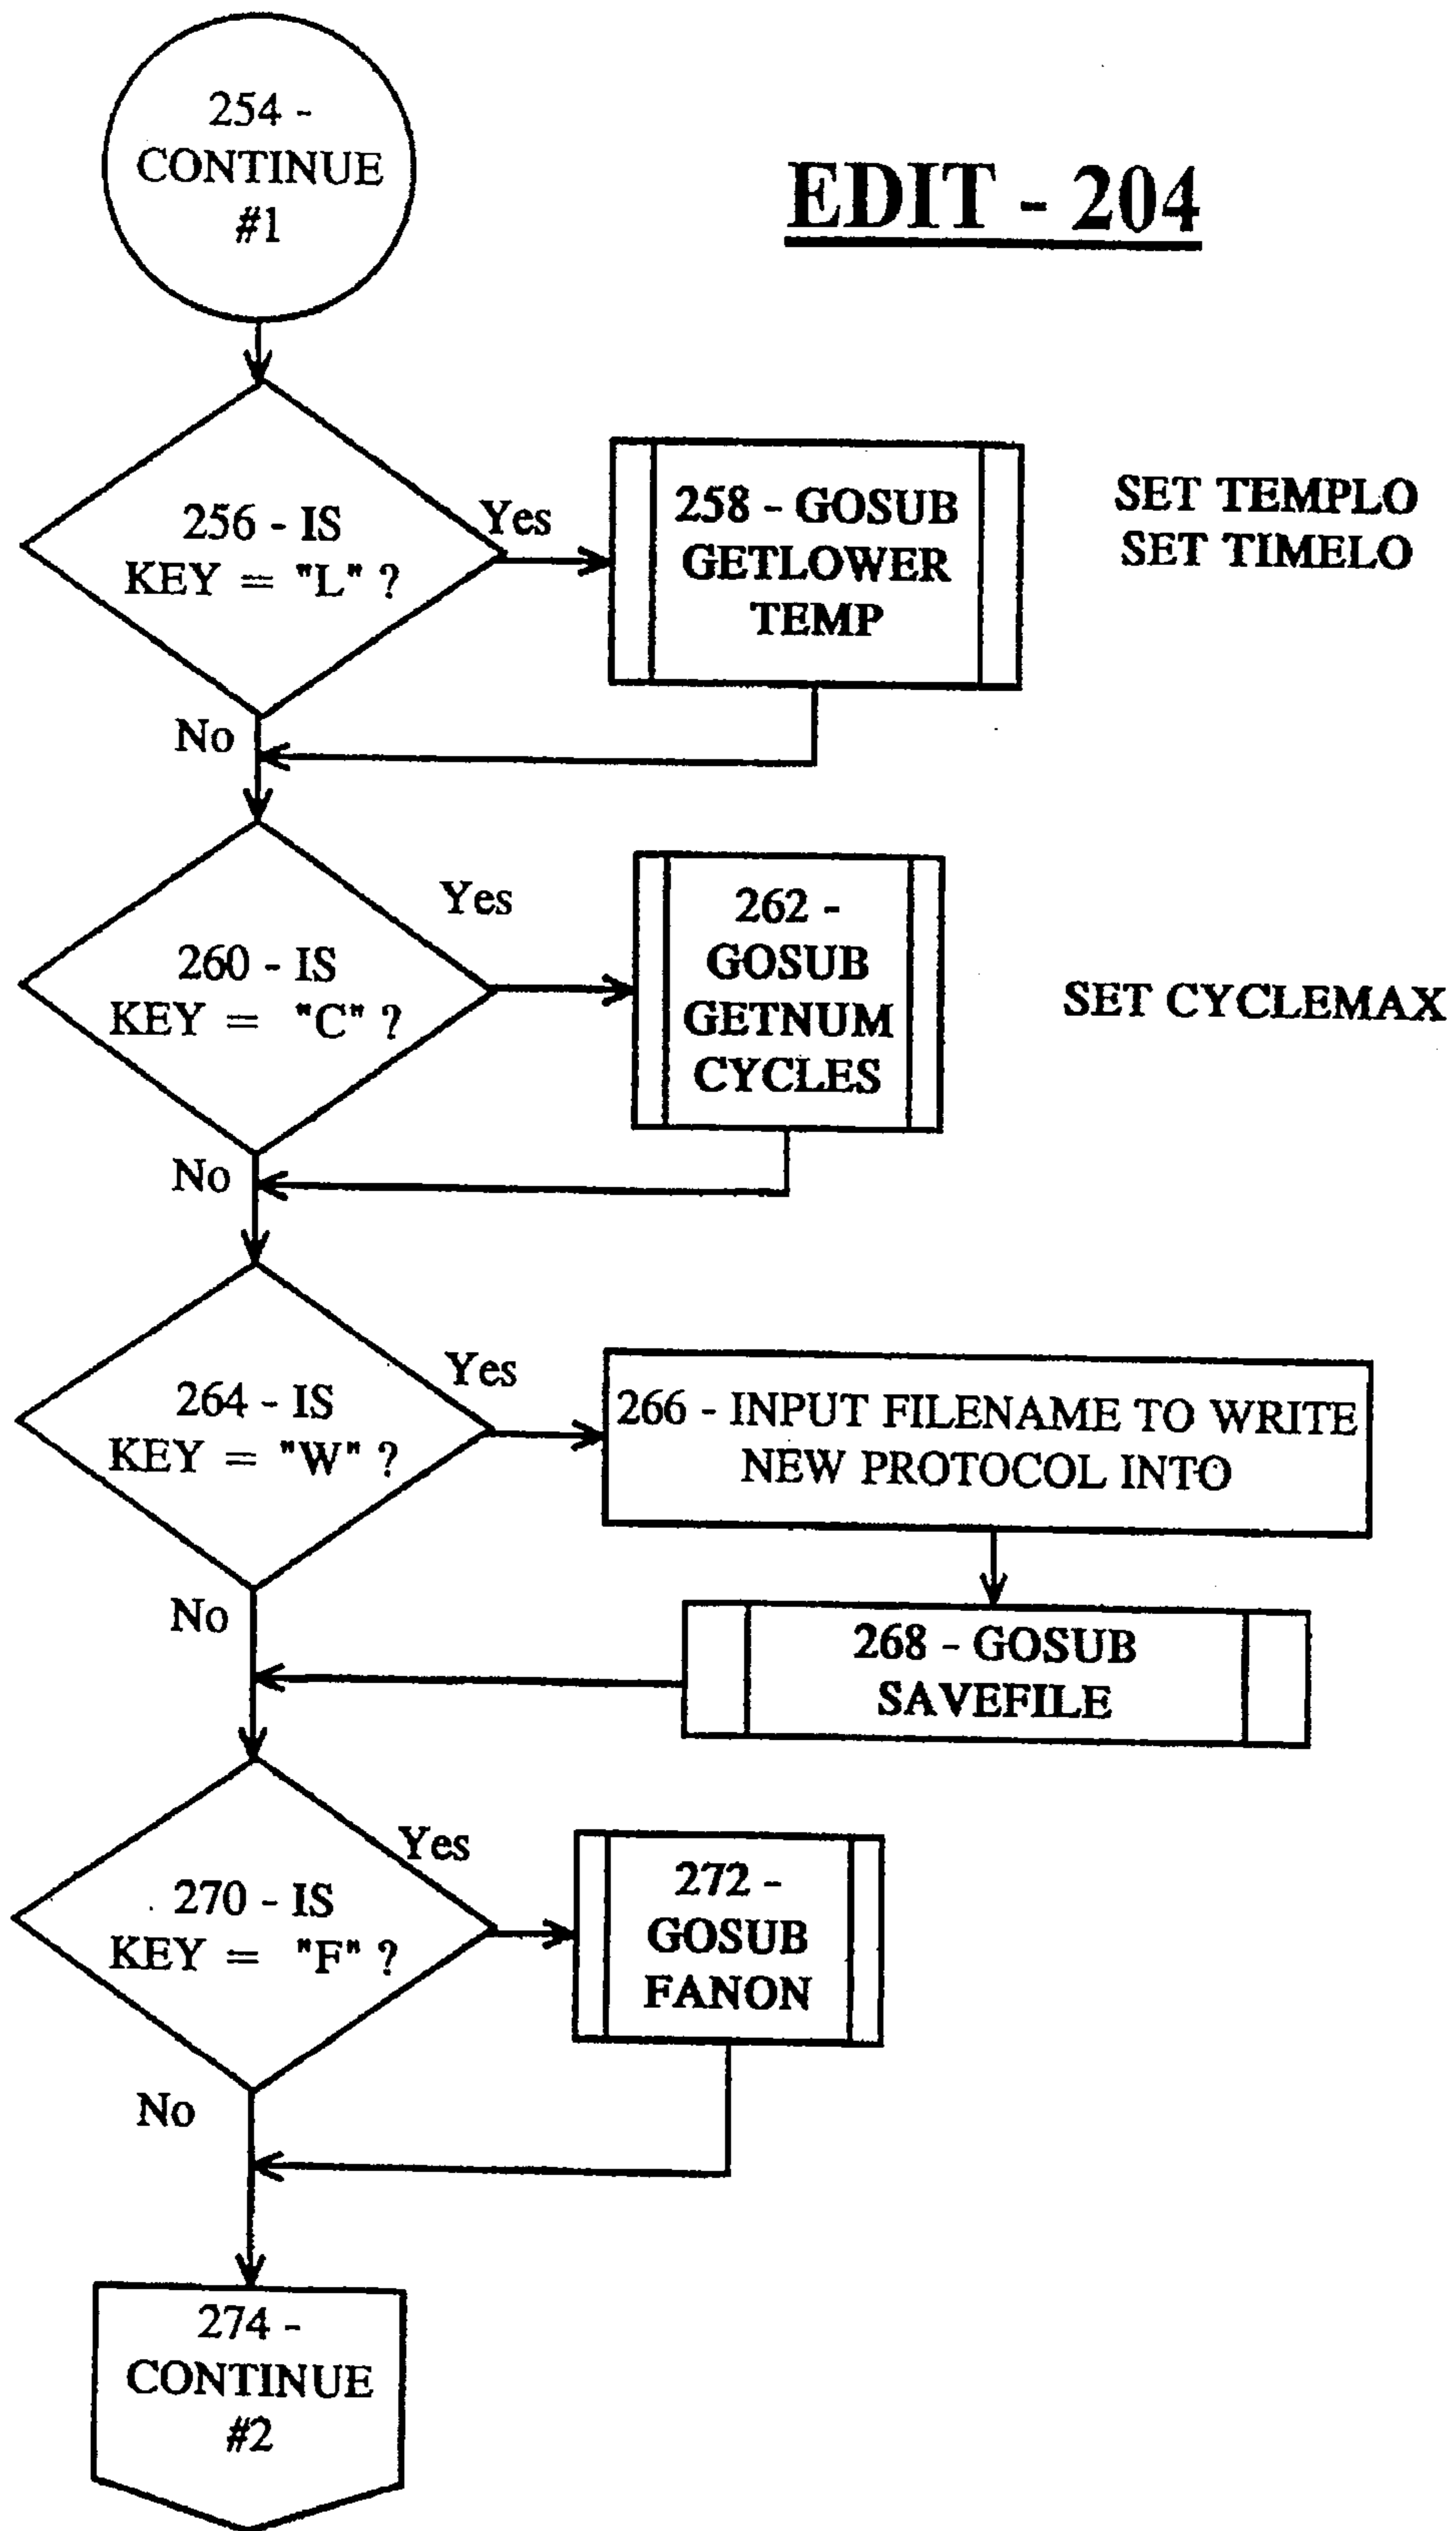 254 -
CONTINUE
#1
EDIT - 204
256 - IS
KEY = "L" ?
Yes
258 - GOSUB
GETLOWER
TEMP
SET TEMPLO
SET TIMELO
No
260 - IS
KEY = "C" ?
Yes
262 -
GOSUB
GETNUM
CYCLES
SET CYCLEMAX
No
264 - IS
KEY = "W" ?
Yes
266 - INPUT FILENAME TO WRITE
NEW PROTOCOL INTO
No
268 - GOSUB
SAVEFILE
270 - IS
KEY = "F" ?
Yes
272 -
GOSUB
FANON
No
274 -
CONTINUE
#2